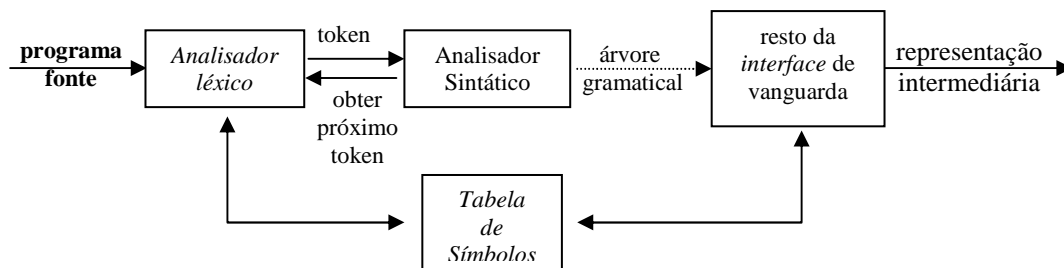 programa
fonte
Analisador
léxico
token
obter
próximo
token
Analisador
Sintático
árvore
gramatical
resto da
interface de
vanguarda
representação
intermediária
Tabela
de
Símbolos